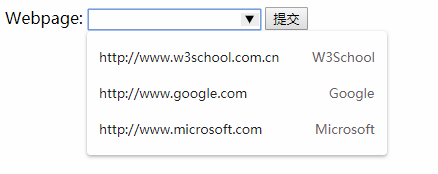 Webpage: 提交
http://www.w3school.com.cn W3School
http://www.google.com Google
http://www.microsoft.com Microsoft